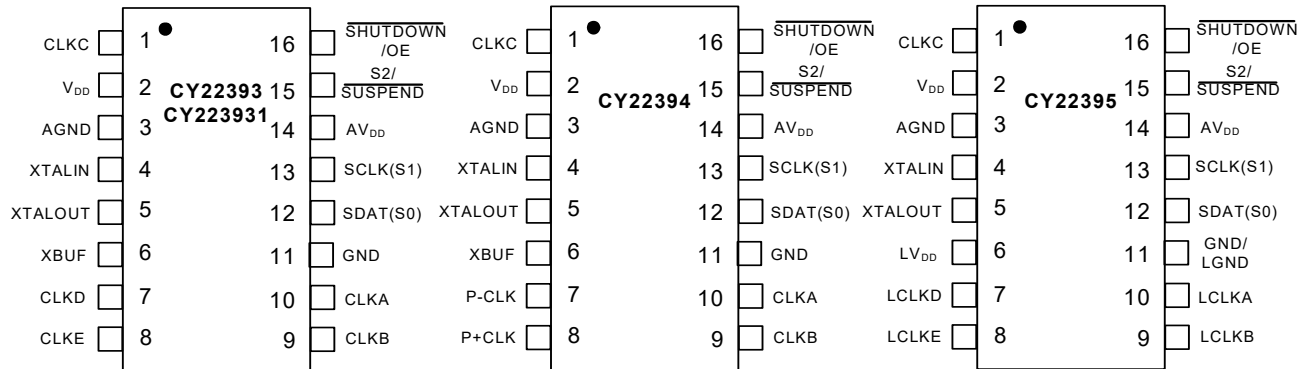 CLKC 1 16 SHUTDOWN
/OE
VDD 2 CY22393 15 S2/
SUSPEND
CY223931
AGND 3 14 AVDD
XTALIN 4 13 SCLK(S1)
XTALOUT 5 12 SDAT(S0)
XBUF 6 11 GND
CLKD 7 10 CLKA
CLKE 8 9 CLKB
CLKC 1 16 SHUTDOWN
/OE
VDD 2 CY22394 15 S2/
SUSPEND
AGND 3 14 AVDD
XTALIN 4 13 SCLK(S1)
XTALOUT 5 12 SDAT(S0)
XBUF 6 11 GND
P-CLK 7 10 CLKA
P+CLK 8 9 CLKB
CLKC 1 16 SHUTDOWN
/OE
VDD 2 CY22395 15 S2/
SUSPEND
AGND 3 14 AVDD
XTALIN 4 13 SCLK(S1)
XTALOUT 5 12 SDAT(S0)
LVDD 6 11 GND/
LGND
LCLKD 7 10 LCLKA
LCLKE 8 9 LCLKB